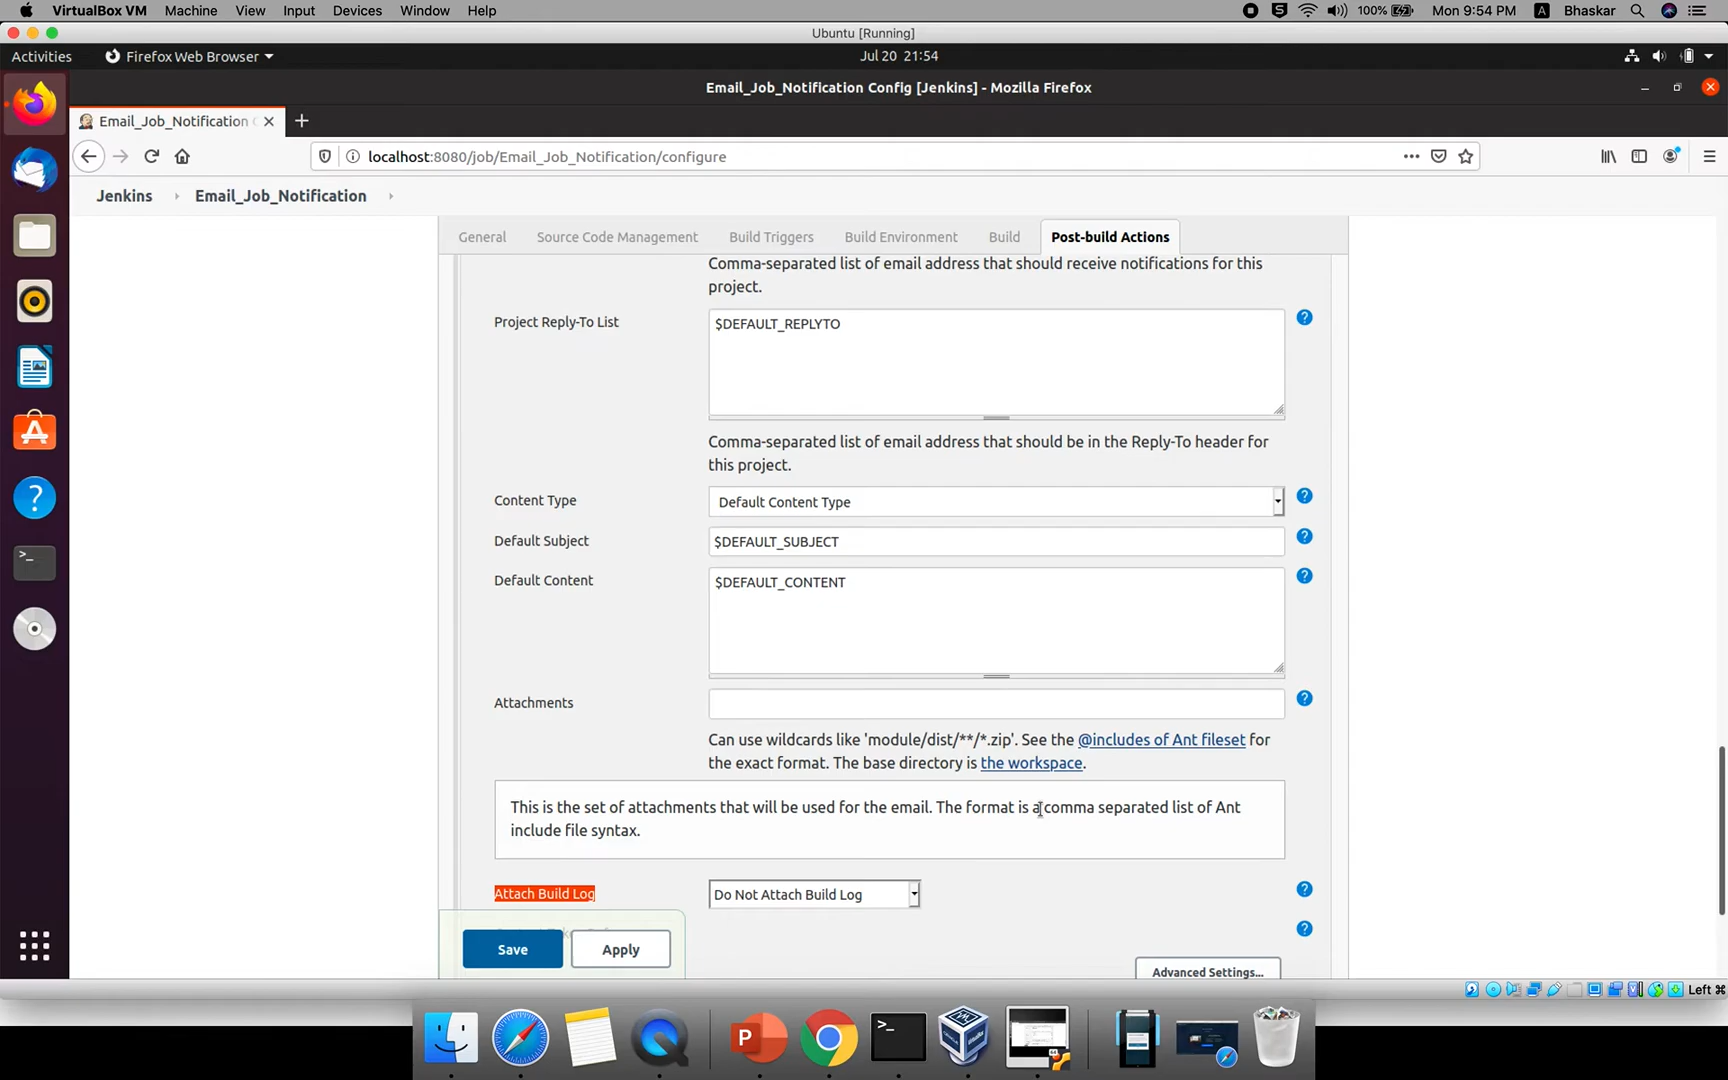 VirtualBox VM Machine View Input Devices Window Help 100% Mon 9:54 PM A Bhaskar
Ubuntu [Running]
Activities Firefox Web Browser Jul 20 21:54
Email_Job_Notification Config [Jenkins] - Mozilla Firefox
Email_Job_Notification
localhost:8080/job/Email_Job_Notification/configure
Jenkins Email_Job_Notification
General Source Code Management Build Triggers Build Environment Build Post-build Actions
Comma-separated list of email address that should receive notifications for this
project.
Project Reply-To List $DEFAULT_REPLYTO
Comma-separated list of email address that should be in the Reply-To header for
this project.
Content Type Default Content Type
Default Subject $DEFAULT_SUBJECT
Default Content $DEFAULT_CONTENT
Attachments
Can use wildcards like 'module/dist/**/*.zip'. See the @includes of Ant fileset for
the exact format. The base directory is the workspace.
This is the set of attachments that will be used for the email. The format is a comma separated list of Ant
include file syntax.
Attach Build Log Do Not Attach Build Log
Save Apply
Advanced Settings...
Left ⌘